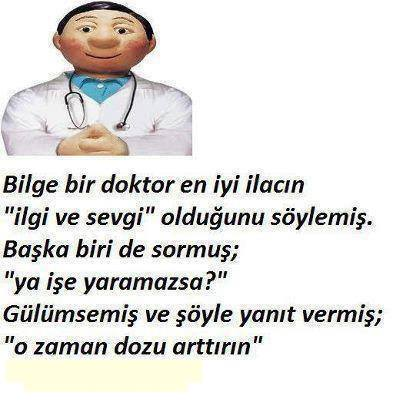 Bilge bir doktor en iyi ilacın
"ilgi ve sevgi" olduğunu söylemiş.
Başka biri de sormuş;
"ya işe yaramazsa?"
Gülümsemiş ve şöyle yanıt vermiş;
"o zaman dozu arttırın"